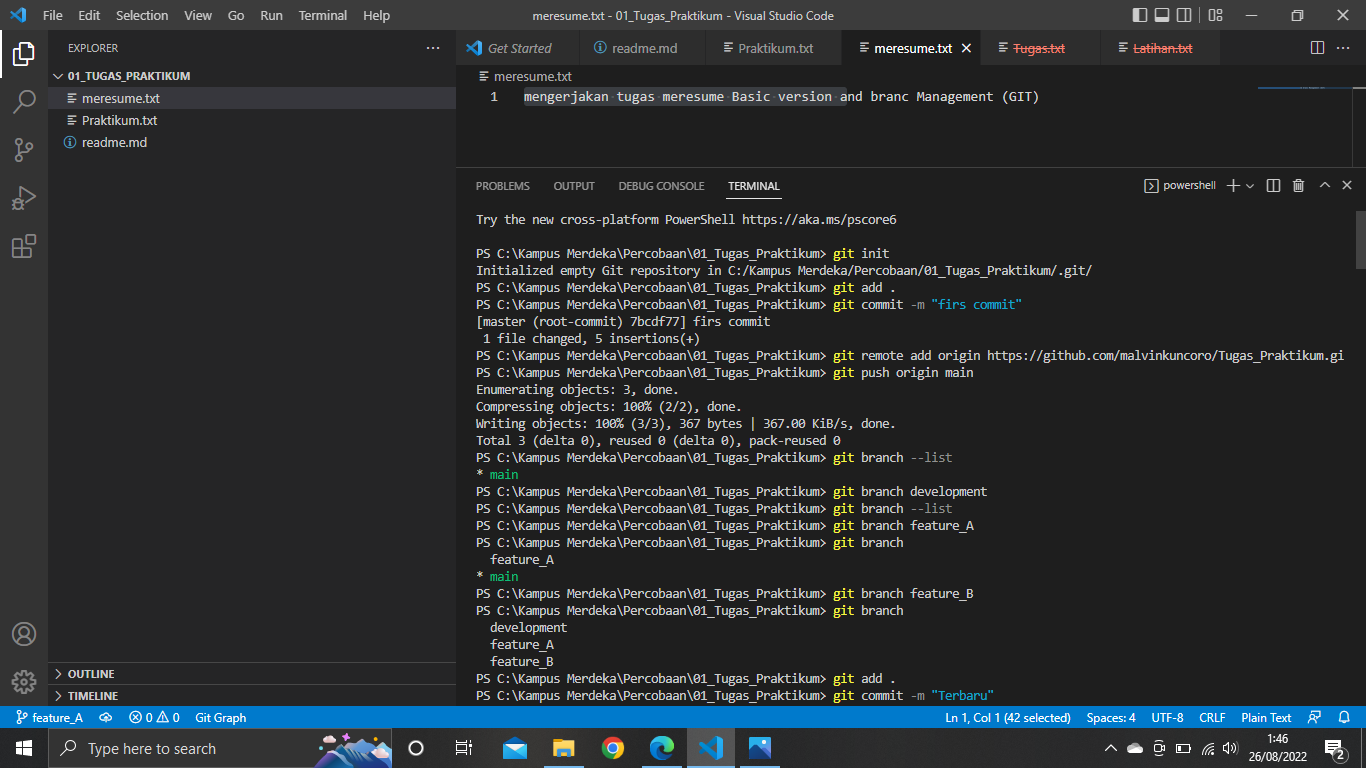 File Edit Selection View Go Run Terminal Help
meresume.txt - 01_Tugas_Praktikum - Visual Studio Code
EXPLORER
01_TUGAS_PRAKTIKUM
meresume.txt
Praktikum.txt
readme.md
OUTLINE
TIMELINE
Get Started readme.md Praktikum.txt meresume.txt Tugas.txt Latihan.txt
meresume.txt
1 mengerjakan tugas meresume Basic version and branc Management (GIT)
PROBLEMS OUTPUT DEBUG CONSOLE TERMINAL
powershell
Try the new cross-platform PowerShell https://aka.ms/pscore6
PS C:\Kampus Merdeka\Percobaan\01_Tugas_Praktikum> git init
Initialized empty Git repository in C:/Kampus Merdeka/Percobaan/01_Tugas_Praktikum/.git/
PS C:\Kampus Merdeka\Percobaan\01_Tugas_Praktikum> git add .
PS C:\Kampus Merdeka\Percobaan\01_Tugas_Praktikum> git commit -m "firs commit"
[master (root-commit) 7bcdf77] firs commit
1 file changed, 5 insertions(+)
PS C:\Kampus Merdeka\Percobaan\01_Tugas_Praktikum> git remote add origin https://github.com/malvinkuncoro/Tugas_Praktikum.gi
PS C:\Kampus Merdeka\Percobaan\01_Tugas_Praktikum> git push origin main
Enumerating objects: 3, done.
Compressing objects: 100% (2/2), done.
Writing objects: 100% (3/3), 367 bytes | 367.00 KiB/s, done.
Total 3 (delta 0), reused 0 (delta 0), pack-reused 0
PS C:\Kampus Merdeka\Percobaan\01_Tugas_Praktikum> git branch --list
* main
PS C:\Kampus Merdeka\Percobaan\01_Tugas_Praktikum> git branch development
PS C:\Kampus Merdeka\Percobaan\01_Tugas_Praktikum> git branch --list
PS C:\Kampus Merdeka\Percobaan\01_Tugas_Praktikum> git branch feature_A
PS C:\Kampus Merdeka\Percobaan\01_Tugas_Praktikum> git branch
feature_A
* main
PS C:\Kampus Merdeka\Percobaan\01_Tugas_Praktikum> git branch feature_B
PS C:\Kampus Merdeka\Percobaan\01_Tugas_Praktikum> git branch
development
feature_A
feature_B
PS C:\Kampus Merdeka\Percobaan\01_Tugas_Praktikum> git add .
PS C:\Kampus Merdeka\Percobaan\01_Tugas_Praktikum> git commit -m "Terbaru"
feature_A 0 0 Git Graph
Ln 1, Col 1 (42 selected) Spaces: 4 UTF-8 CRLF Plain Text
Type here to search
1:46
26/08/2022
2